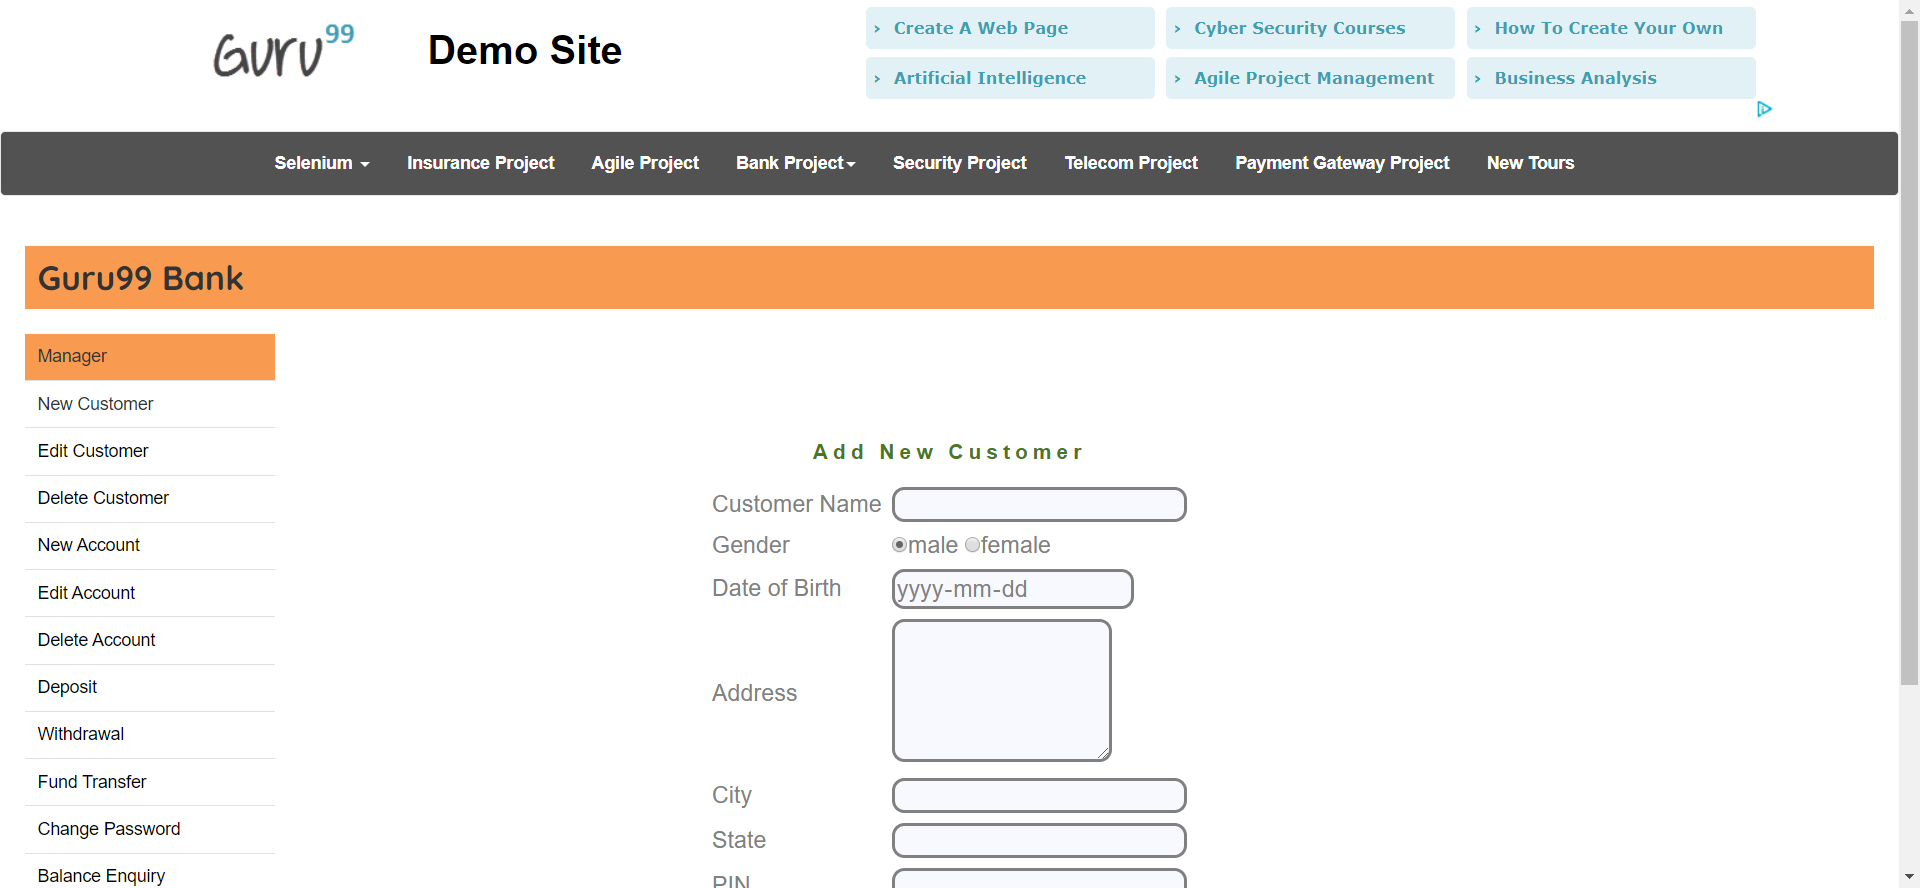 Guru99
Demo Site
› Create A Web Page
› Cyber Security Courses
› How To Create Your Own
› Artificial Intelligence
› Agile Project Management
› Business Analysis
Selenium
Insurance Project
Agile Project
Bank Project
Security Project
Telecom Project
Payment Gateway Project
New Tours
Guru99 Bank
Manager
New Customer
Edit Customer
Delete Customer
New Account
Edit Account
Delete Account
Deposit
Withdrawal
Fund Transfer
Change Password
Balance Enquiry
Add New Customer
Customer Name
Gender male female
Date of Birth yyyy-mm-dd
Address
City
State
PIN